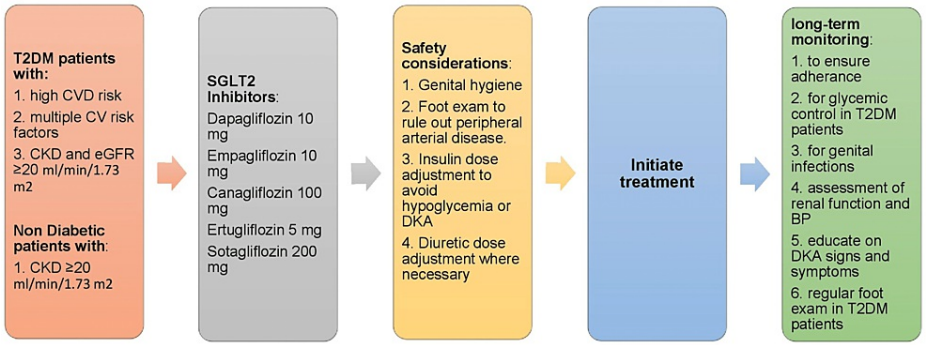 T2DM patients
with:
1. high CVD risk
2. multiple CV risk
factors
3. CKD and eGFR
≥20 ml/min/1.73
m2
Non Diabetic
patients with:
1. CKD ≥20
ml/min/1.73 m2
SGLT2
Inhibitors:
Dapagliflozin 10
mg
Empagliflozin 10
mg
Canagliflozin 100
mg
Ertugliflozin 5 mg
Sotagliflozin 200
mg
Safety
considerations:
1. Genital hygiene
2. Foot exam to
rule out peripheral
arterial disease.
3. Insulin dose
adjustment to
avoid
hypoglycemia or
DKA
4. Diuretic dose
adjustment where
necessary
Initiate
treatment
long-term
monitoring:
1. to ensure
adherance
2. for glycemic
control in T2DM
patients
3. for genital
infections
4. assessment of
renal function and
BP
5. educate on
DKA signs and
symptoms
6. regular foot
exam in T2DM
patients